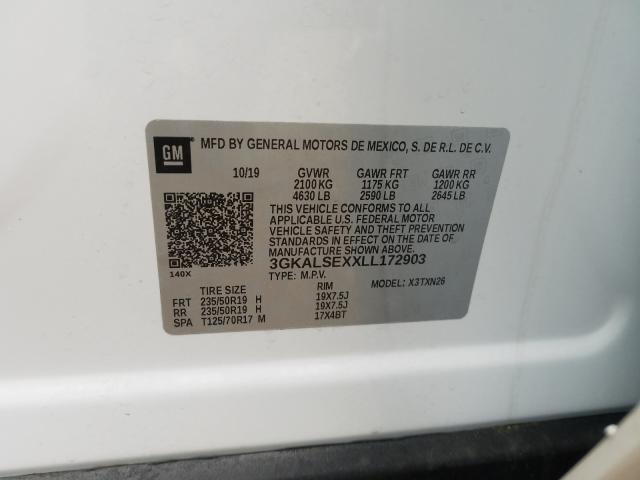 GM
MFD BY GENERAL MOTORS DE MEXICO, S. DE R.L. DE C.V.
10/19 GVWR GAWR FRT GAWR RR
2100 KG 1175 KG 1200 KG
4630 LB 2590 LB 2645 LB
THIS VEHICLE CONFORMS TO ALL
APPLICABLE U.S. FEDERAL MOTOR
VEHICLE SAFETY AND THEFT PREVENTION
STANDARDS IN EFFECT ON THE DATE OF
MANUFACTURE SHOWN ABOVE.
3GKALSEXXLL172903
140X
TYPE: M.P.V. MODEL: X3TXN26
TIRE SIZE RIM
FRT 235/50R19 H 19X7.5J
RR 235/50R19 H 19X7.5J
SPA T125/70R17 M 17X4BT